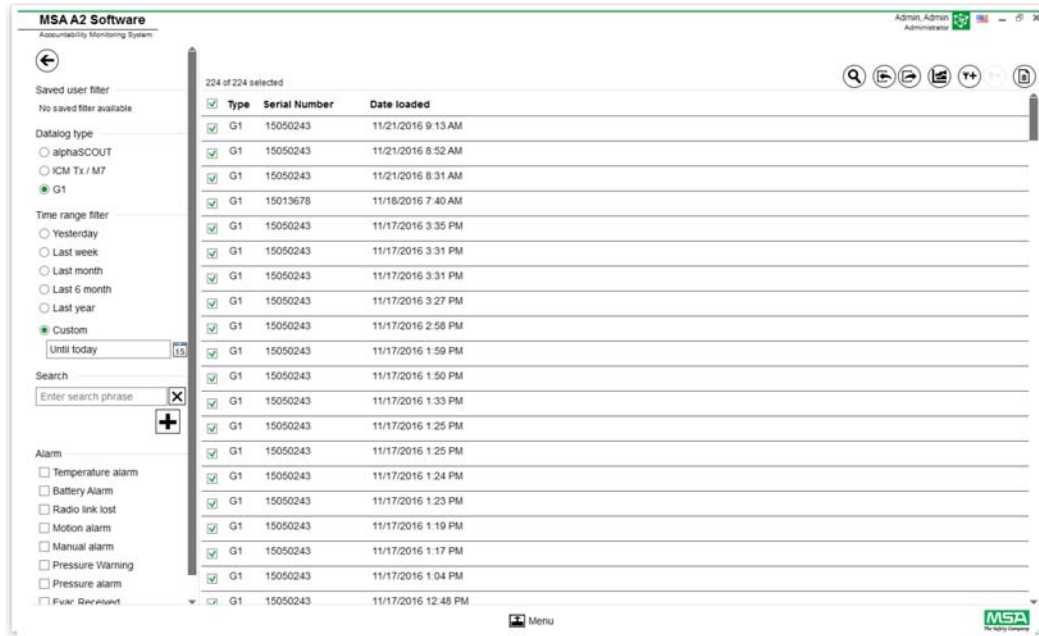 MSA A2 Software
Accountability Monitoring System
Admin, Admin
Administrator
Saved user filter
No saved filter available
Datalog type
alphaSCOUT
ICM Tx / M7
G1
Time range filter
Yesterday
Last week
Last month
Last 6 month
Last year
Custom
Until today
15
Search
Enter search phrase
Alarm
Temperature alarm
Battery Alarm
Radio link lost
Motion alarm
Manual alarm
Pressure Warning
Pressure alarm
Evac Received
224 of 224 selected
Type Serial Number Date loaded
G1 15050243 11/21/2016 9:13 AM
G1 15050243 11/21/2016 8:52 AM
G1 15050243 11/21/2016 8:31 AM
G1 15013678 11/18/2016 7:40 AM
G1 15050243 11/17/2016 3:35 PM
G1 15050243 11/17/2016 3:31 PM
G1 15050243 11/17/2016 3:31 PM
G1 15050243 11/17/2016 3:27 PM
G1 15050243 11/17/2016 2:58 PM
G1 15050243 11/17/2016 1:59 PM
G1 15050243 11/17/2016 1:50 PM
G1 15050243 11/17/2016 1:33 PM
G1 15050243 11/17/2016 1:25 PM
G1 15050243 11/17/2016 1:25 PM
G1 15050243 11/17/2016 1:24 PM
G1 15050243 11/17/2016 1:23 PM
G1 15050243 11/17/2016 1:19 PM
G1 15050243 11/17/2016 1:17 PM
G1 15050243 11/17/2016 1:04 PM
G1 15050243 11/17/2016 12:48 PM
Menu
MSA
The Safety Company